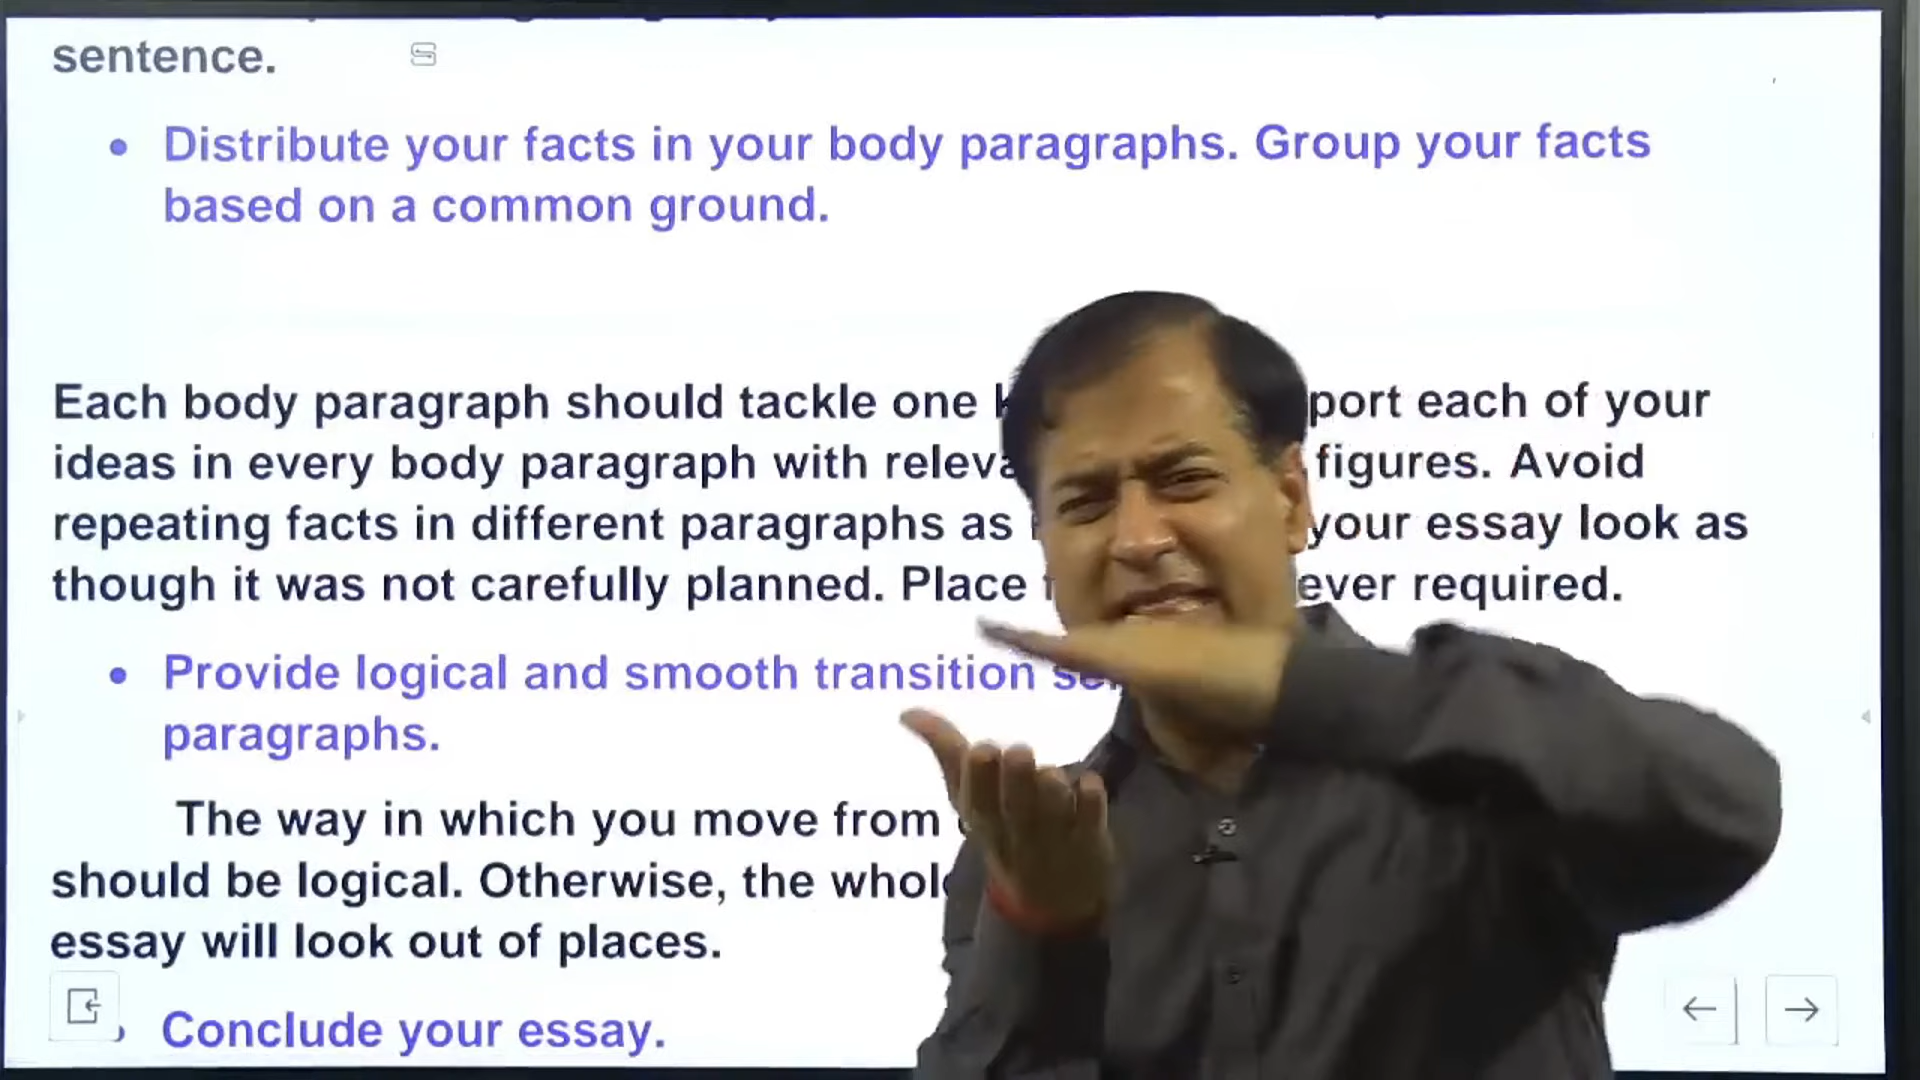 sentence.
• Distribute your facts in your body paragraphs. Group your facts
based on a common ground.
Each body paragraph should tackle one each of your
ideas in every body paragraph with figures. Avoid
repeating facts in different paragraphs as your essay look as
though it was not carefully planned. Place required.
• Provide logical and smooth transition
paragraphs.
The way in which you move from
should be logical. Otherwise, the
essay will look out of places.
• Conclude your essay.